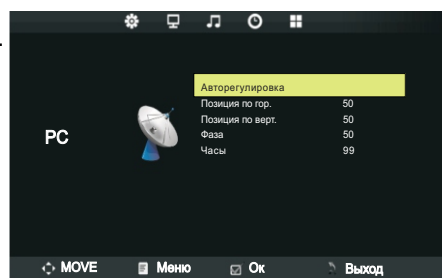 Авторегулировка
Позиция по гор. 50
Позиция по верт. 50
Фаза 50
Часы 99
PC
MOVE Меню Ок Выход